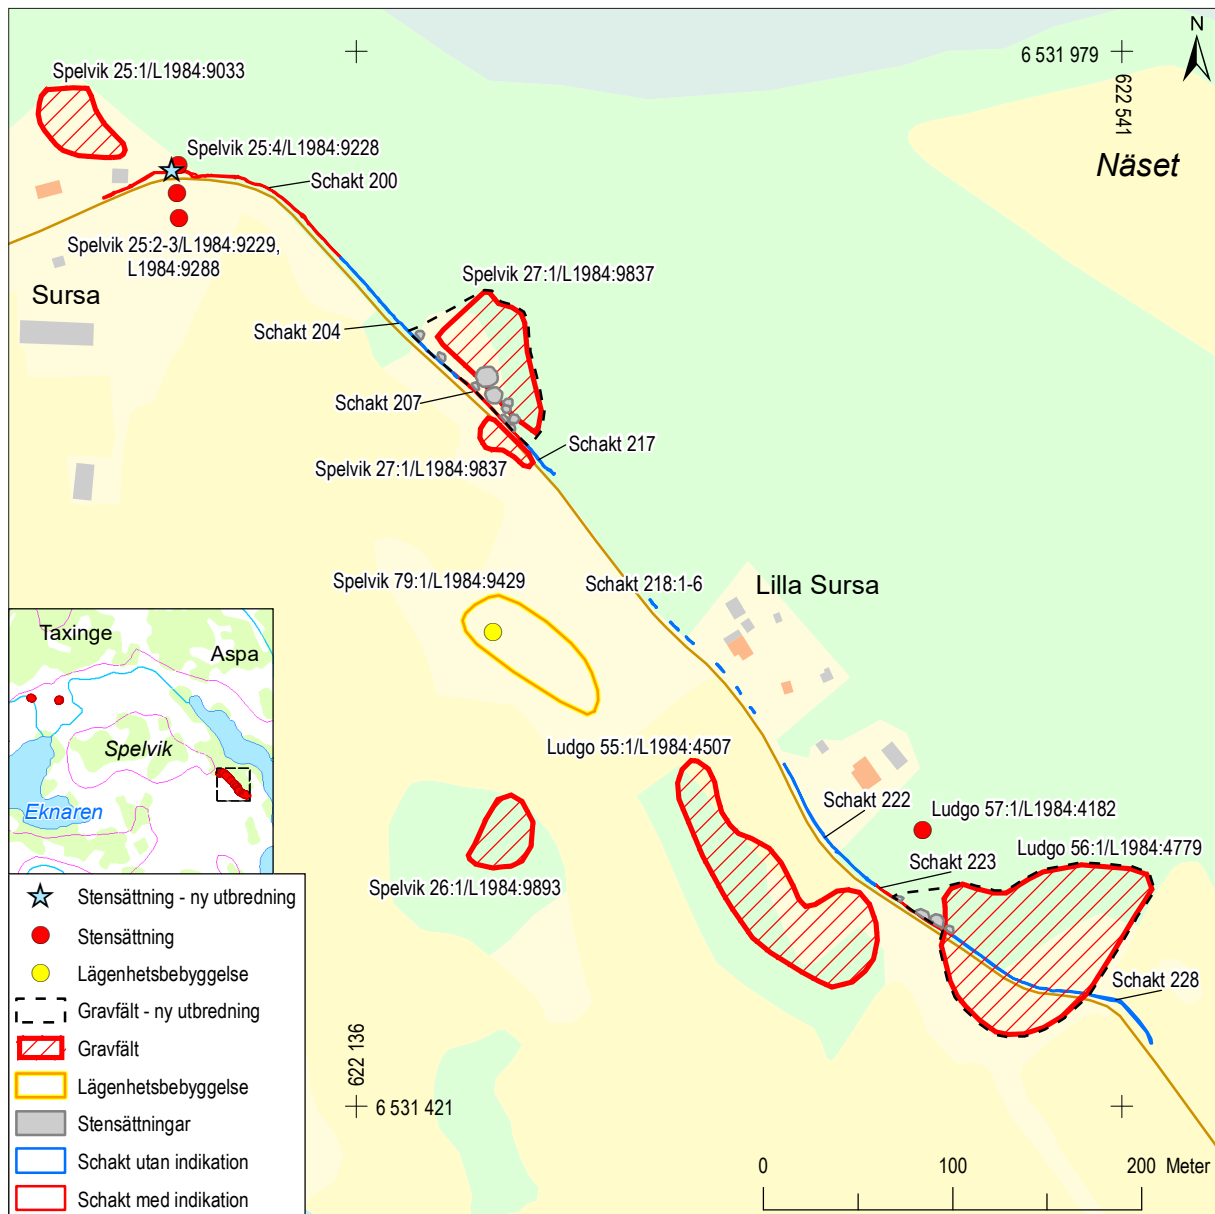 N
6 531 979
622 541
Spelvik 25:1/L1984:9033
Spelvik 25:4/L1984:9228
Schakt 200
Näset
Spelvik 25:2-3/L1984:9229,
L1984:9288
Sursa
Spelvik 27:1/L1984:9837
Schakt 204
Schakt 207
Schakt 217
Spelvik 27:1/L1984:9837
Spelvik 79:1/L1984:9429
Schakt 218:1-6
Lilla Sursa
Ludgo 55:1/L1984:4507
Schakt 222
Ludgo 57:1/L1984:4182
Schakt 223
Ludgo 56:1/L1984:4779
Spelvik 26:1/L1984:9893
Schakt 228
622 136
6 531 421
0 100 200 Meter
Taxinge
Aspa
Spelvik
Eknaren
Stensättning - ny utbredning
Stensättning
Lägenhetsbebyggelse
Gravfält - ny utbredning
Gravfält
Lägenhetsbebyggelse
Stensättningar
Schakt utan indikation
Schakt med indikation